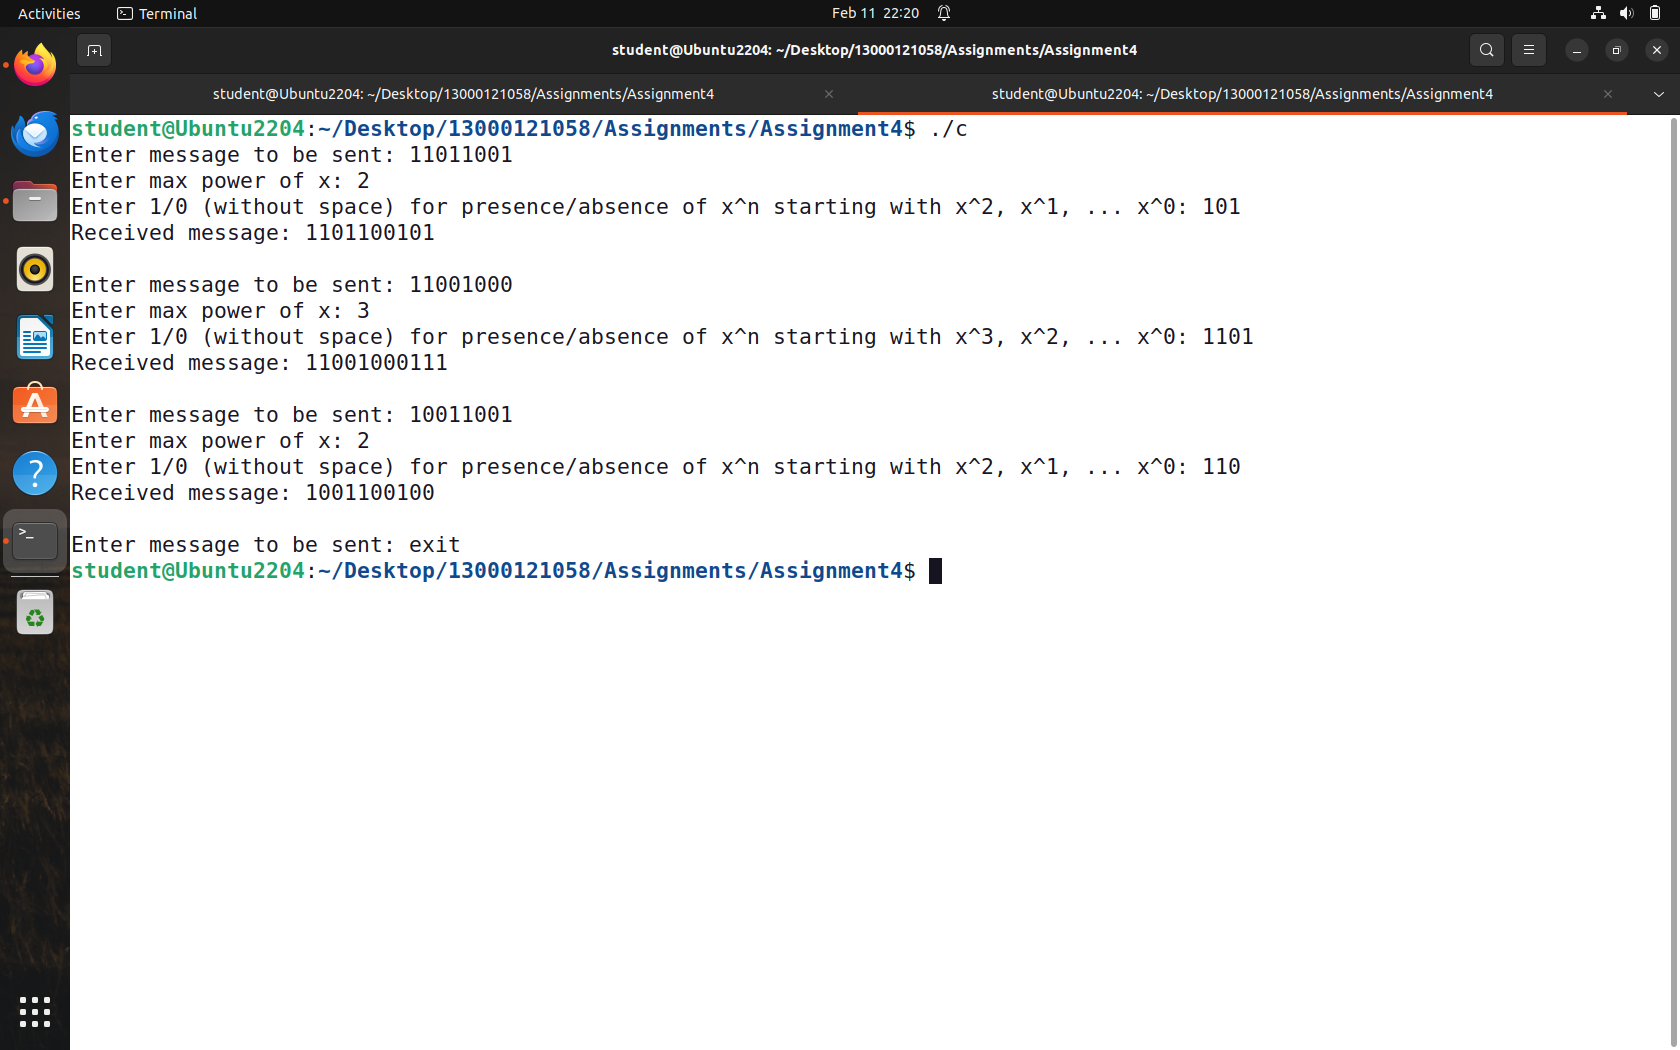 Activities Terminal Feb 11 22:20
student@Ubuntu2204: ~/Desktop/13000121058/Assignments/Assignment4
student@Ubuntu2204: ~/Desktop/13000121058/Assignments/Assignment4 student@Ubuntu2204: ~/Desktop/13000121058/Assignments/Assignment4
student@Ubuntu2204:~/Desktop/13000121058/Assignments/Assignment4$ ./c
Enter message to be sent: 11011001
Enter max power of x: 2
Enter 1/0 (without space) for presence/absence of x^n starting with x^2, x^1, ... x^0: 101
Received message: 1101100101
Enter message to be sent: 11001000
Enter max power of x: 3
Enter 1/0 (without space) for presence/absence of x^n starting with x^3, x^2, ... x^0: 1101
Received message: 11001000111
Enter message to be sent: 10011001
Enter max power of x: 2
Enter 1/0 (without space) for presence/absence of x^n starting with x^2, x^1, ... x^0: 110
Received message: 1001100100
Enter message to be sent: exit
student@Ubuntu2204:~/Desktop/13000121058/Assignments/Assignment4$